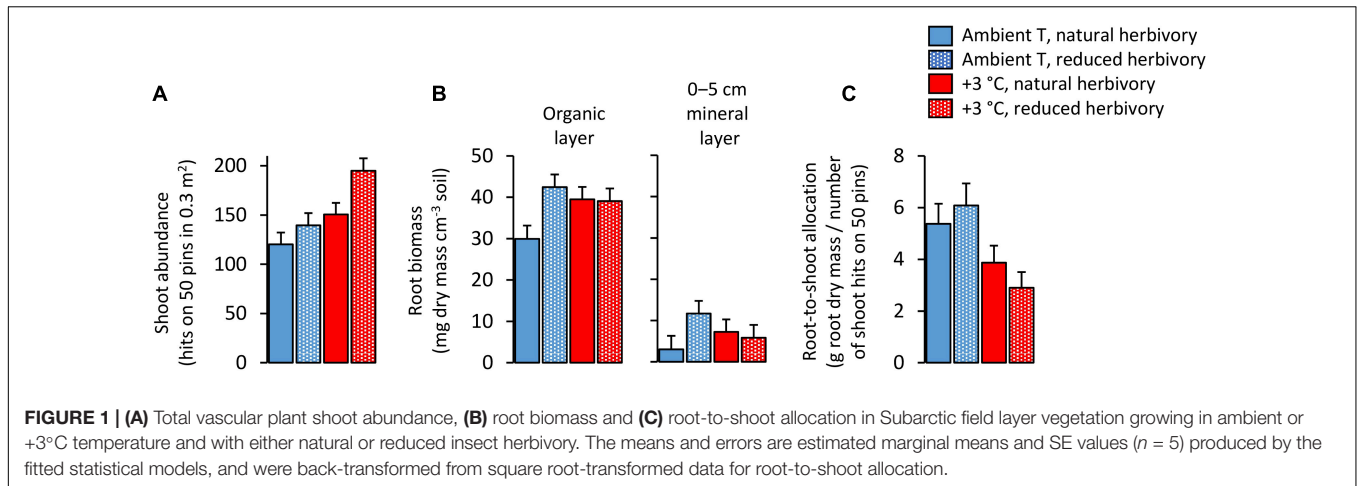 Ambient T, natural herbivory
Ambient T, reduced herbivory
+3 °C, natural herbivory
+3 °C, reduced herbivory
A
Shoot abundance
(hits on 50 pins in 0.3 m²)
200
150
100
50
0
B
Organic
layer
0–5 cm
mineral
layer
Root biomass
(mg dry mass cm⁻³ soil)
50
40
30
20
10
0
C
Root-to-shoot allocation
(g root dry mass / number
of shoot hits on 50 pins)
8
6
4
2
0
FIGURE 1 | (A) Total vascular plant shoot abundance, (B) root biomass and (C) root-to-shoot allocation in Subarctic field layer vegetation growing in ambient or
+3°C temperature and with either natural or reduced insect herbivory. The means and errors are estimated marginal means and SE values (n = 5) produced by the
fitted statistical models, and were back-transformed from square root-transformed data for root-to-shoot allocation.